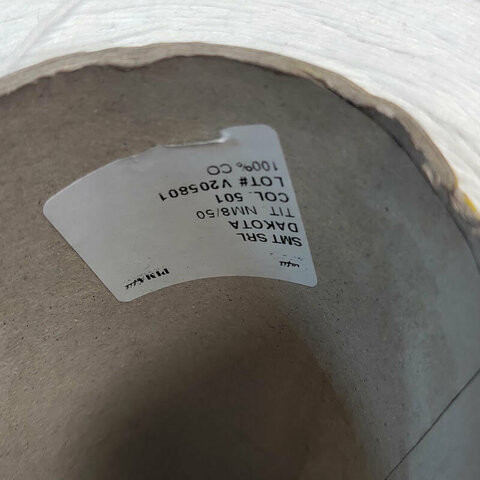 SMT SRL
DAKOTA
TIT. NM8/50
COL. 501
LOT# V205801
100% CO